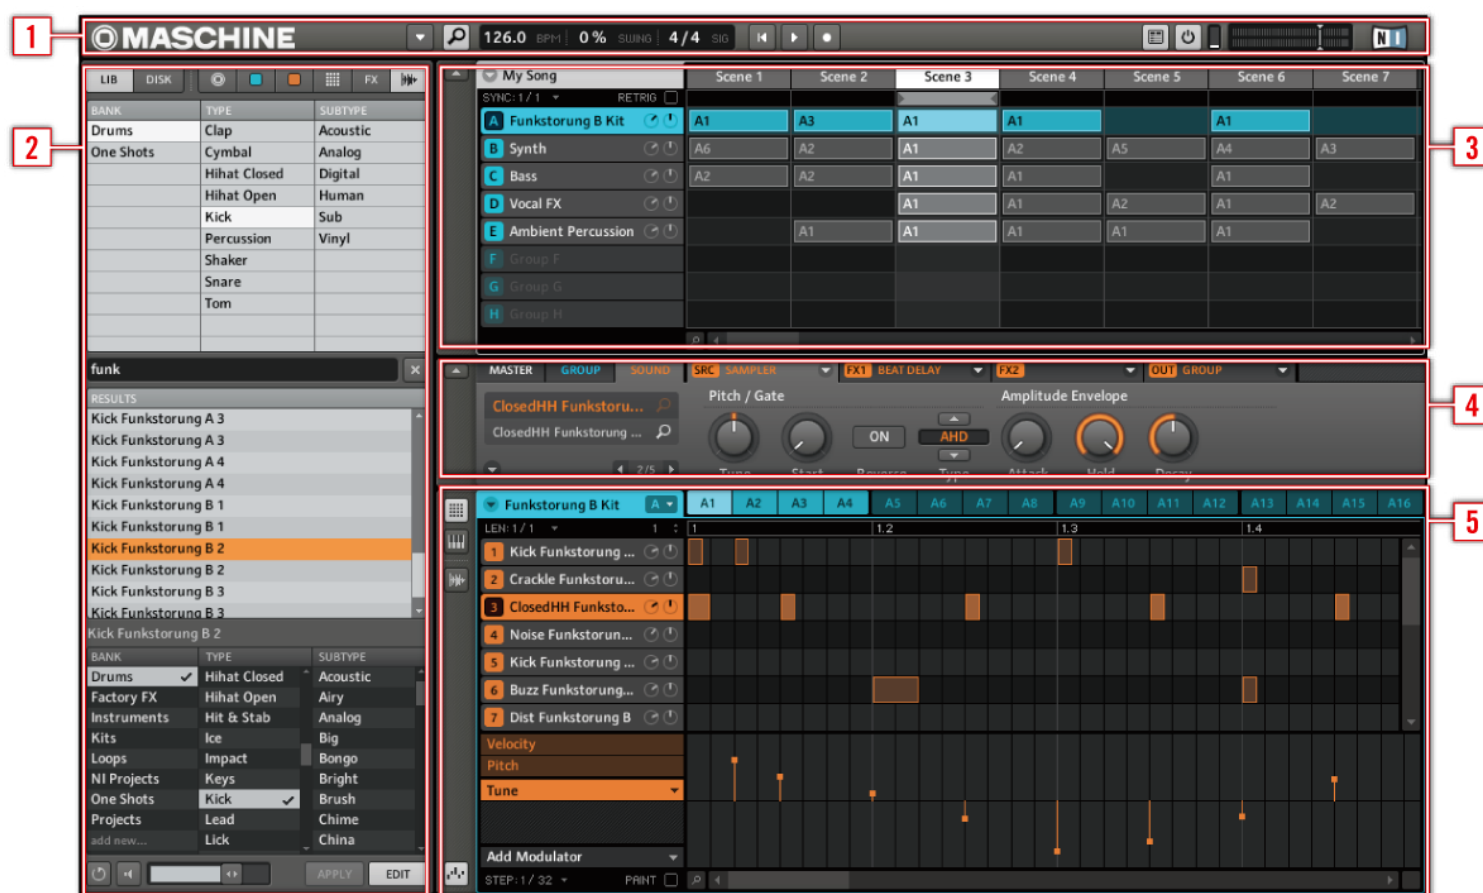 1
MASCHINE
126.0 BPM 0% SWING 4/4 SIG
NI
2
LIB DISK FX
BANK TYPE SUBTYPE
Drums Clap Acoustic
One Shots Cymbal Analog
Hihat Closed Digital
Hihat Open Human
Kick Sub
Percussion Vinyl
Shaker
Snare
Tom
funk
RESULTS
Kick Funkstorung A 3
Kick Funkstorung A 3
Kick Funkstorung A 4
Kick Funkstorung A 4
Kick Funkstorung B 1
Kick Funkstorung B 1
Kick Funkstorung B 2
Kick Funkstorung B 2
Kick Funkstorung B 3
Kick Funkstorung B 3
Kick Funkstorung B 2
BANK TYPE SUBTYPE
Drums Hihat Closed Acoustic
Factory FX Hihat Open Airy
Instruments Hit & Stab Analog
Kits Ice Big
Loops Impact Bongo
NI Projects Keys Bright
One Shots Kick Brush
Projects Lead Chime
add new... Lick China
APPLY EDIT
3
My Song Scene 1 Scene 2 Scene 3 Scene 4 Scene 5 Scene 6 Scene 7
SYNC: 1/1 RETRIG
A Funkstorung B Kit A1 A3 A1 A1 A1
B Synth A6 A2 A1 A2 A5 A4 A3
C Bass A2 A2 A1 A1 A1
D Vocal FX A1 A1 A2 A1 A2
E Ambient Percussion A1 A1 A1 A1 A1
F Group F
G Group G
H Group H
4
MASTER GROUP SOUND SRC SAMPLER FX1 BEAT DELAY FX2 OUT GROUP
ClosedHH Funkstoru... Pitch / Gate Amplitude Envelope
ClosedHH Funkstorung ... ON AHD
2/5 Tune Start Reverse Type Attack Hold Decay
5
Funkstorung B Kit A A1 A2 A3 A4 A5 A6 A7 A8 A9 A10 A11 A12 A13 A14 A15 A16
LEN: 1/1 1 1 1.2 1.3 1.4
1 Kick Funkstorung ...
2 Crackle Funkstoru...
3 ClosedHH Funksto...
4 Noise Funkstorun...
5 Kick Funkstorung ...
6 Buzz Funkstorung...
7 Dist Funkstorung B
Velocity
Pitch
Tune
Add Modulator
STEP: 1/32 PAINT